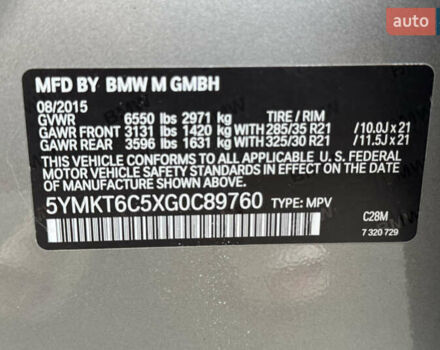 auto
MFD BY BMW M GMBH
08/2015
GVWR 6550 lbs 2971 kg TIRE / RIM
GAWR FRONT 3131 lbs 1420 kg WITH 285/35 R21 /10.0J x 21
GAWR REAR 3596 lbs 1631 kg WITH 325/30 R21 /11.5J x 21
THIS VEHICLE CONFORMS TO ALL APPLICABLE U. S. FEDERAL
MOTOR VEHICLE SAFETY STANDARDS IN EFFECT ON THE DATE
OF MANUFACTURE SHOWN ABOVE.
5YMKT6C5XG0C89760 TYPE: MPV
C28M
7 320 729